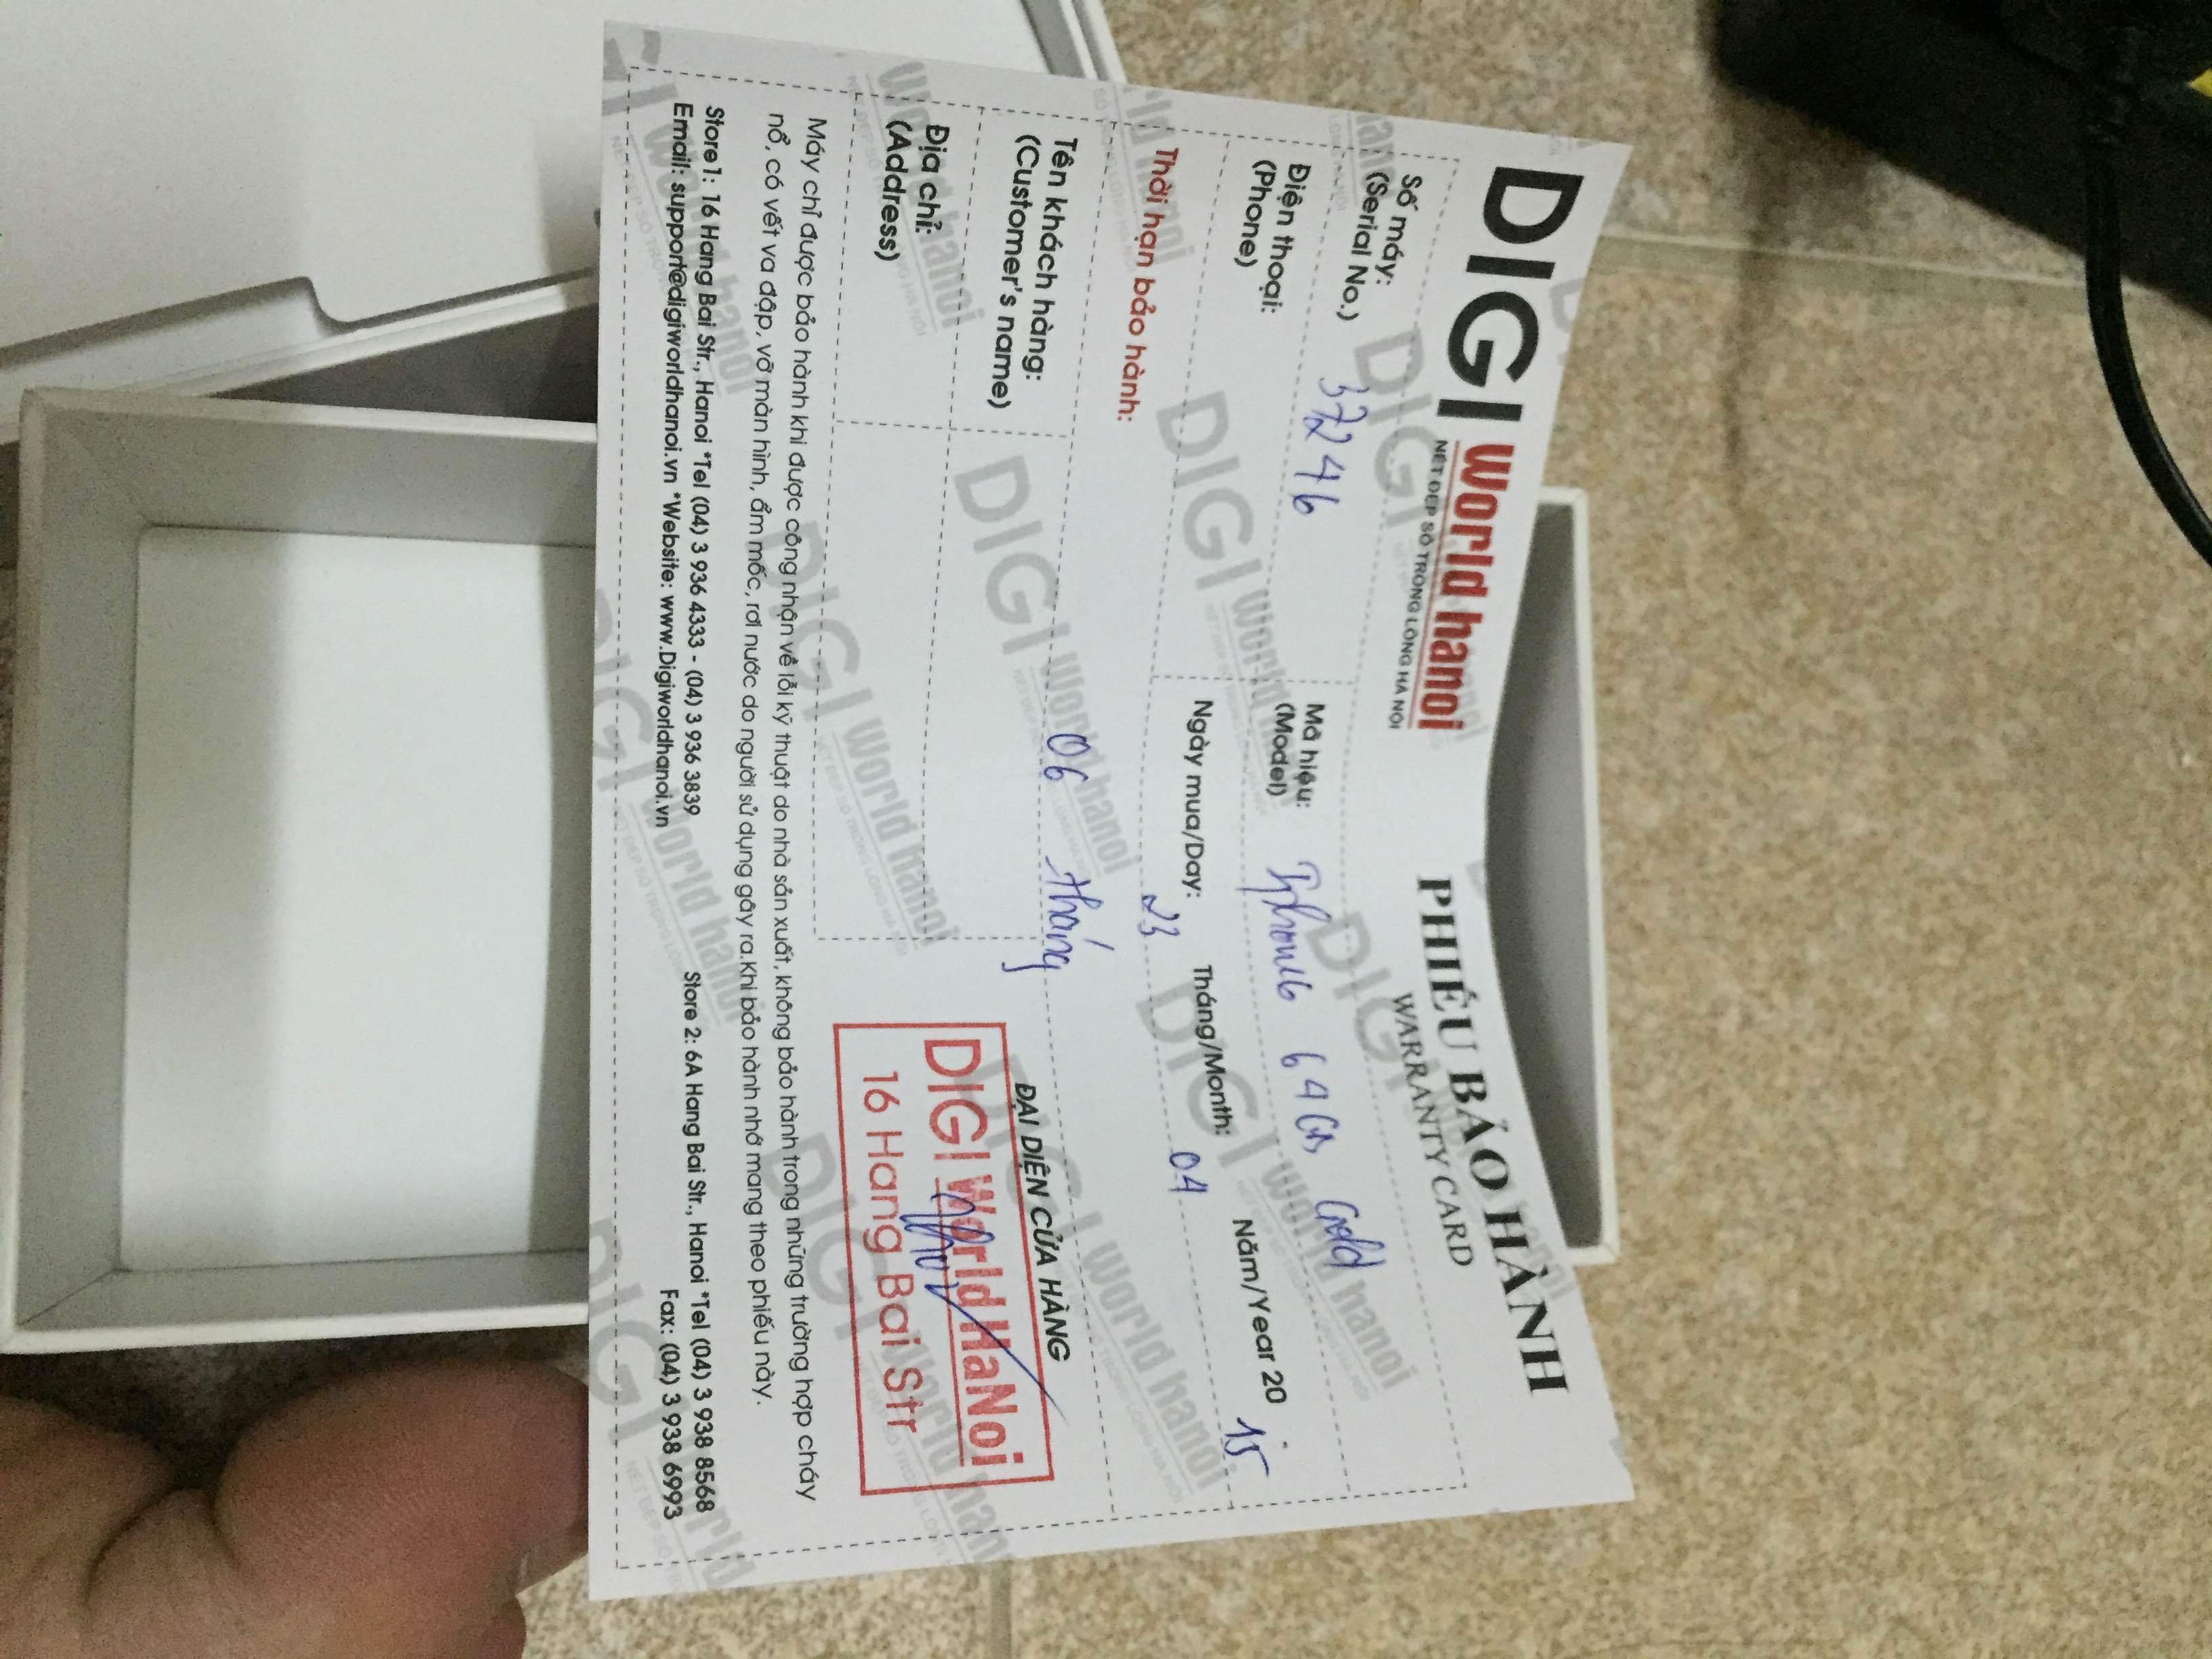 DIGI World hanoi
NÉT ĐẸP SỐ TRONG LÒNG HÀ NỘI
PHIẾU BẢO HÀNH
WARRANTY CARD
Số máy: 37246
(Serial No.)
Mã hiệu: Iphone 6 64GB Gold
(Model)
Điện thoại:
(Phone)
Ngày mua/Day: 23 Tháng/Month: 04 Năm/Year 20 15
Thời hạn bảo hành: 06 tháng
Tên khách hàng:
(Customer's name)
Địa chỉ:
(Address)
ĐẠI DIỆN CỬA HÀNG
DIGI World HaNoi
16 Hang Bai Str
Máy chỉ được bảo hành khi được công nhận về lỗi kỹ thuật do nhà sản xuất, không bảo hành trong những trường hợp cháy
nổ, có vết va đập, vỡ màn hình, ẩm mốc, rơi nước do người sử dụng gây ra.Khi bảo hành nhớ mang theo phiếu này.
Store 1: 16 Hang Bai Str., Hanoi *Tel (04) 3 936 4333 - (04) 3 936 3839
Store 2: 6A Hang Bai Str., Hanoi *Tel (04) 3 938 8568
Email: support@digiworldhanoi.vn *Website: www.Digiworldhanoi.vn
Fax: (04) 3 938 6993